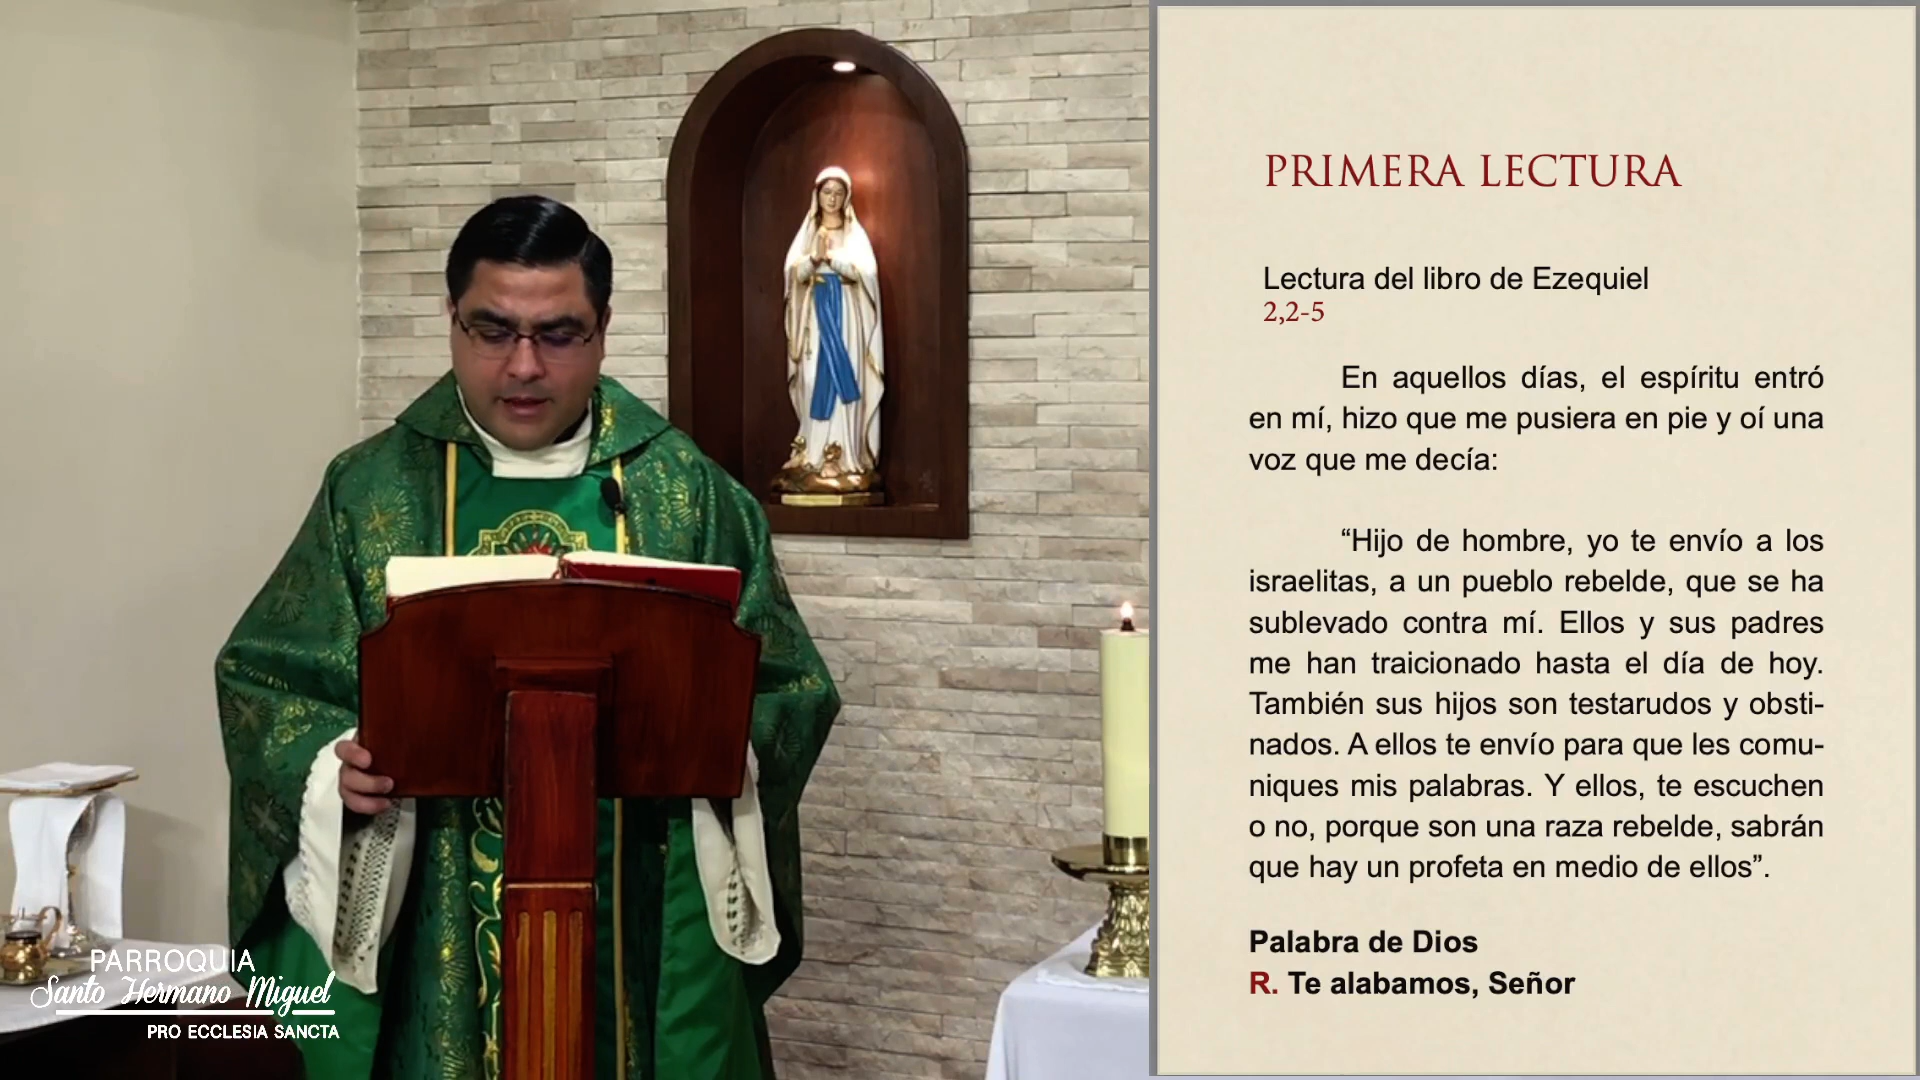 PRIMERA LECTURA
Lectura del libro de Ezequiel
2,2-5
En aquellos días, el espíritu entró
en mí, hizo que me pusiera en pie y oí una
voz que me decía:
“Hijo de hombre, yo te envío a los
israelitas, a un pueblo rebelde, que se ha
sublevado contra mí. Ellos y sus padres
me han traicionado hasta el día de hoy.
También sus hijos son testarudos y obsti-
nados. A ellos te envío para que les comu-
niques mis palabras. Y ellos, te escuchen
o no, porque son una raza rebelde, sabrán
que hay un profeta en medio de ellos”.
Palabra de Dios
R. Te alabamos, Señor
PARROQUIA
Santo Hermano Miguel
PRO ECCLESIA SANCTA